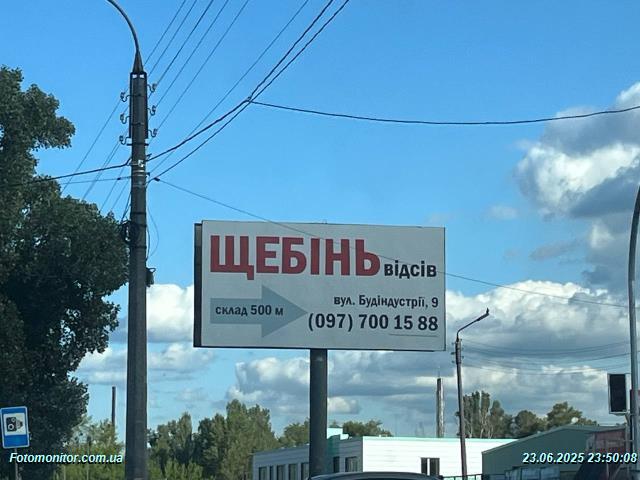 ЩЕБІНЬ відсів
вул. Будіндустрії, 9
склад 500 м
(097) 700 15 88
Fotomonitor.com.ua
23.06.2025 23:50:08